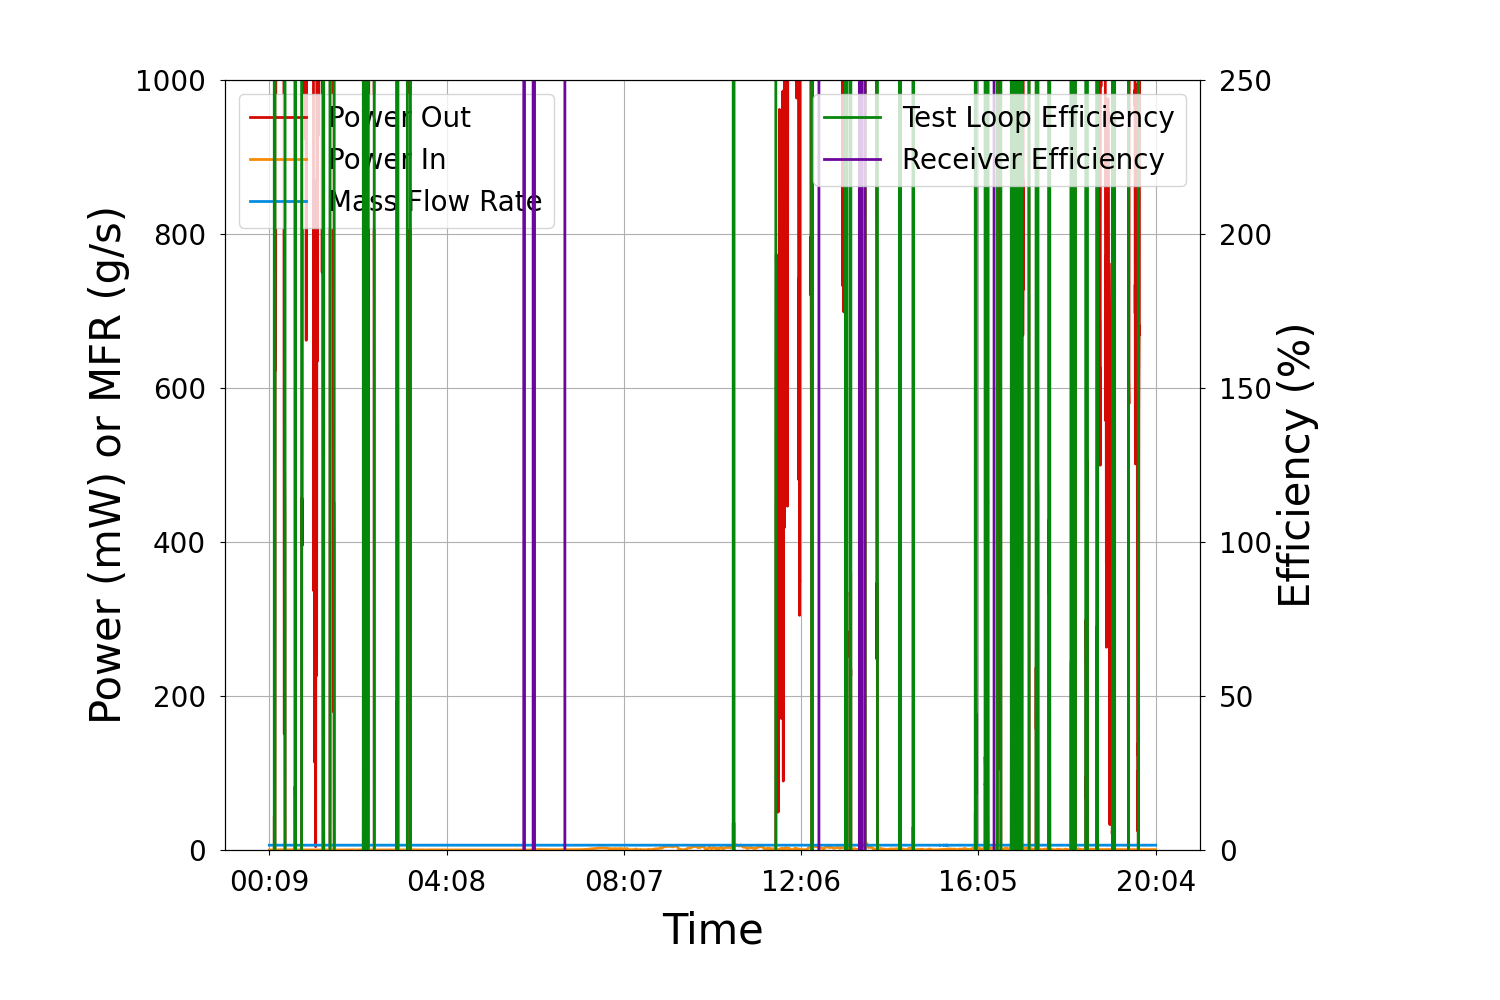 1000
800
600
400
200
0
Power (mW) or MFR (g/s)
Power Out
Power In
Mass Flow Rate
Test Loop Efficiency
Receiver Efficiency
250
200
150
100
50
0
Efficiency (%)
00:09 04:08 08:07 12:06 16:05 20:04
Time